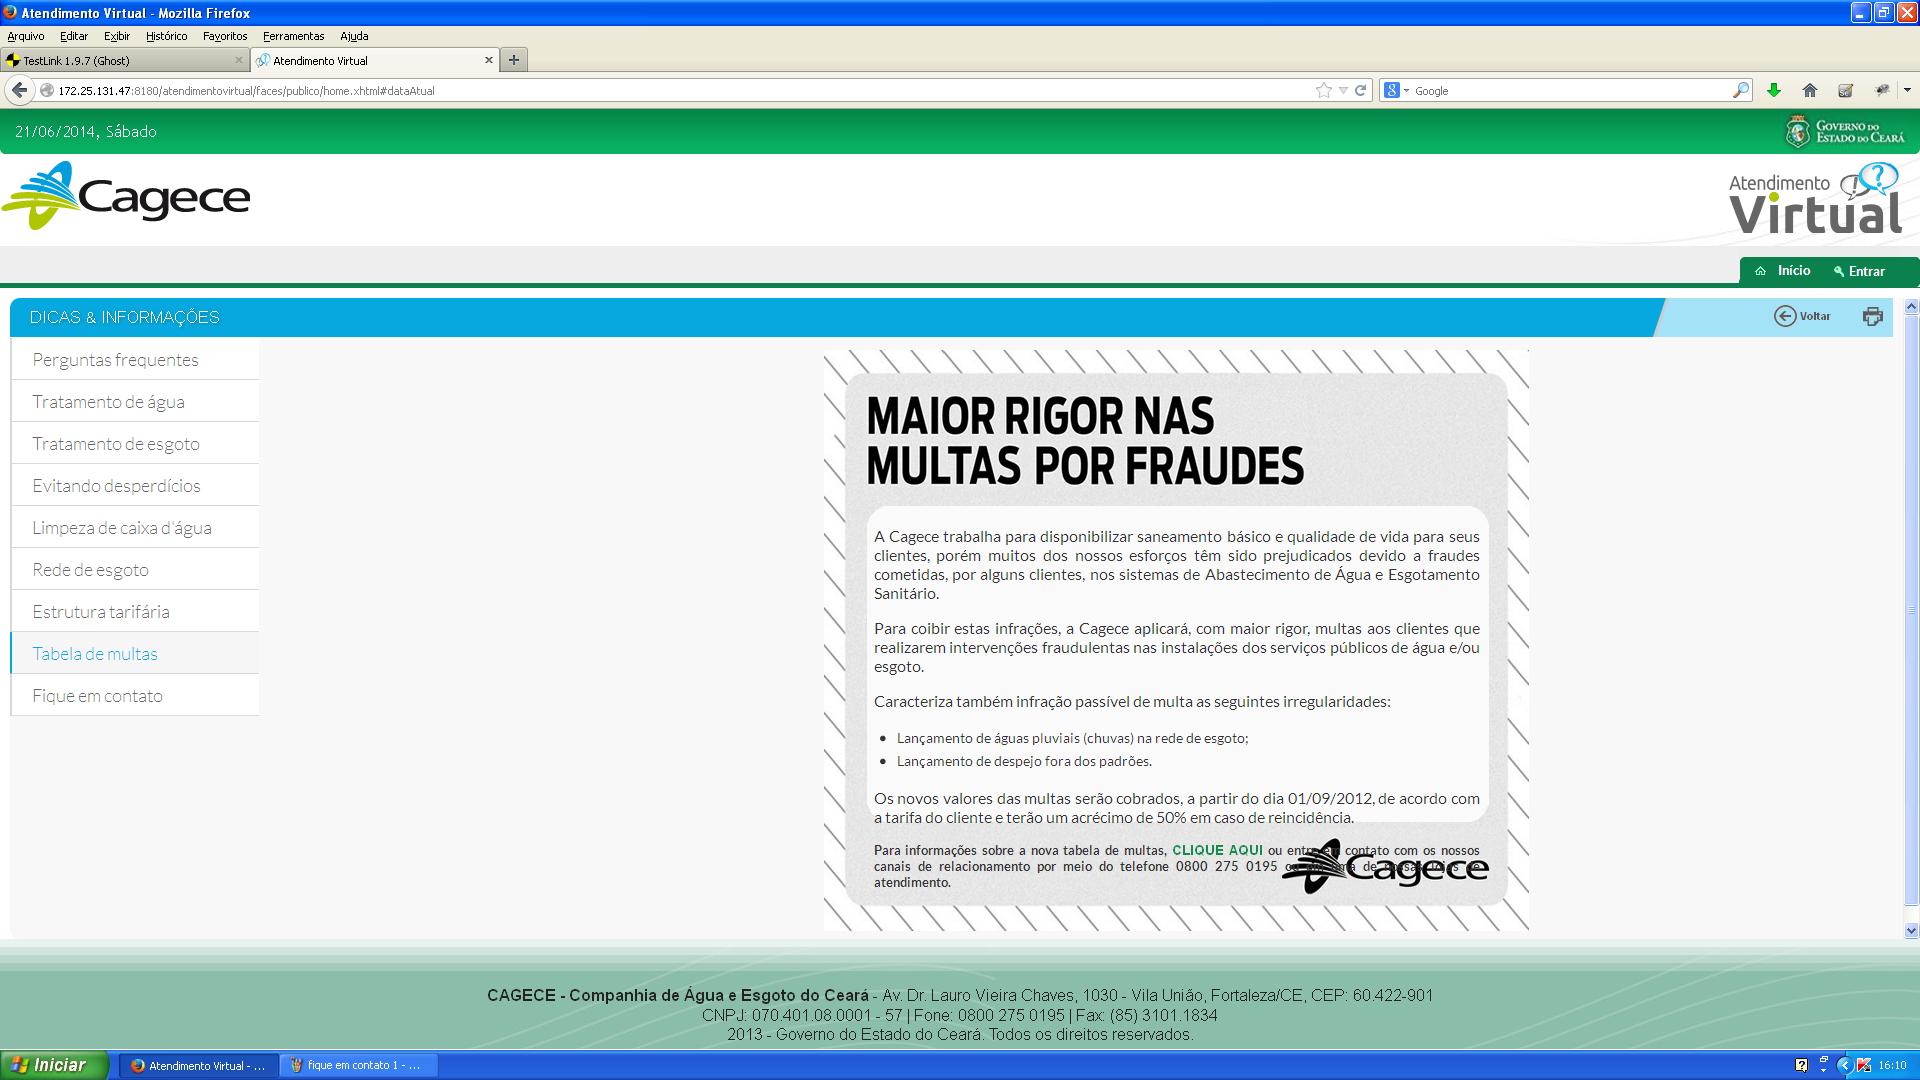 Atendimento Virtual - Mozilla Firefox
Arquivo Editar Exibir Histórico Favoritos Ferramentas Ajuda
TestLink 1.9.7 (Ghost)
Atendimento Virtual
172.25.131.47:8180/atendimentovirtual/faces/publico/home.xhtml#dataAtual
Google
21/06/2014, Sábado
GOVERNO DO
ESTADO DO CEARÁ
Cagece
Atendimento
Virtual
Início
Entrar
DICAS & INFORMAÇÕES
Voltar
Perguntas frequentes
Tratamento de água
Tratamento de esgoto
Evitando desperdícios
Limpeza de caixa d'água
Rede de esgoto
Estrutura tarifária
Tabela de multas
Fique em contato
MAIOR RIGOR NAS
MULTAS POR FRAUDES
A Cagece trabalha para disponibilizar saneamento básico e qualidade de vida para seus
clientes, porém muitos dos nossos esforços têm sido prejudicados devido a fraudes
cometidas, por alguns clientes, nos sistemas de Abastecimento de Água e Esgotamento
Sanitário.
Para coibir estas infrações, a Cagece aplicará, com maior rigor, multas aos clientes que
realizarem intervenções fraudulentas nas instalações dos serviços públicos de água e/ou
esgoto.
Caracteriza também infração passível de multa as seguintes irregularidades:
• Lançamento de águas pluviais (chuvas) na rede de esgoto;
• Lançamento de despejo fora dos padrões.
Os novos valores das multas serão cobrados, a partir do dia 01/09/2012, de acordo com
a tarifa do cliente e terão um acrécimo de 50% em caso de reincidência.
Para informações sobre a nova tabela de multas, CLIQUE AQUI ou entre em contato com os nossos
canais de relacionamento por meio do telefone 0800 275 0195 ou de
atendimento.
Cagece
CAGECE - Companhia de Água e Esgoto do Ceará - Av. Dr. Lauro Vieira Chaves, 1030 - Vila União, Fortaleza/CE, CEP: 60.422-901
CNPJ: 070.401.08.0001 - 57 | Fone: 0800 275 0195 | Fax: (85) 3101.1834
2013 - Governo do Estado do Ceará. Todos os direitos reservados.
Iniciar
Atendimento Virtual - ...
fique em contato 1 - ...
16:10